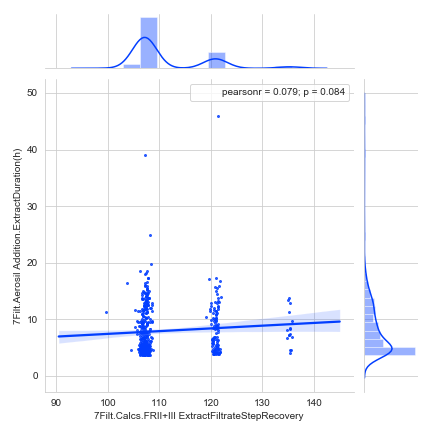 pearsonr = 0.079; p = 0.084
50
40
30
20
10
0
7Filt.Aerosil Addition.ExtractDuration(h)
90 100 110 120 130 140
7Filt.Calcs.FRII+III ExtractFiltrateStepRecovery